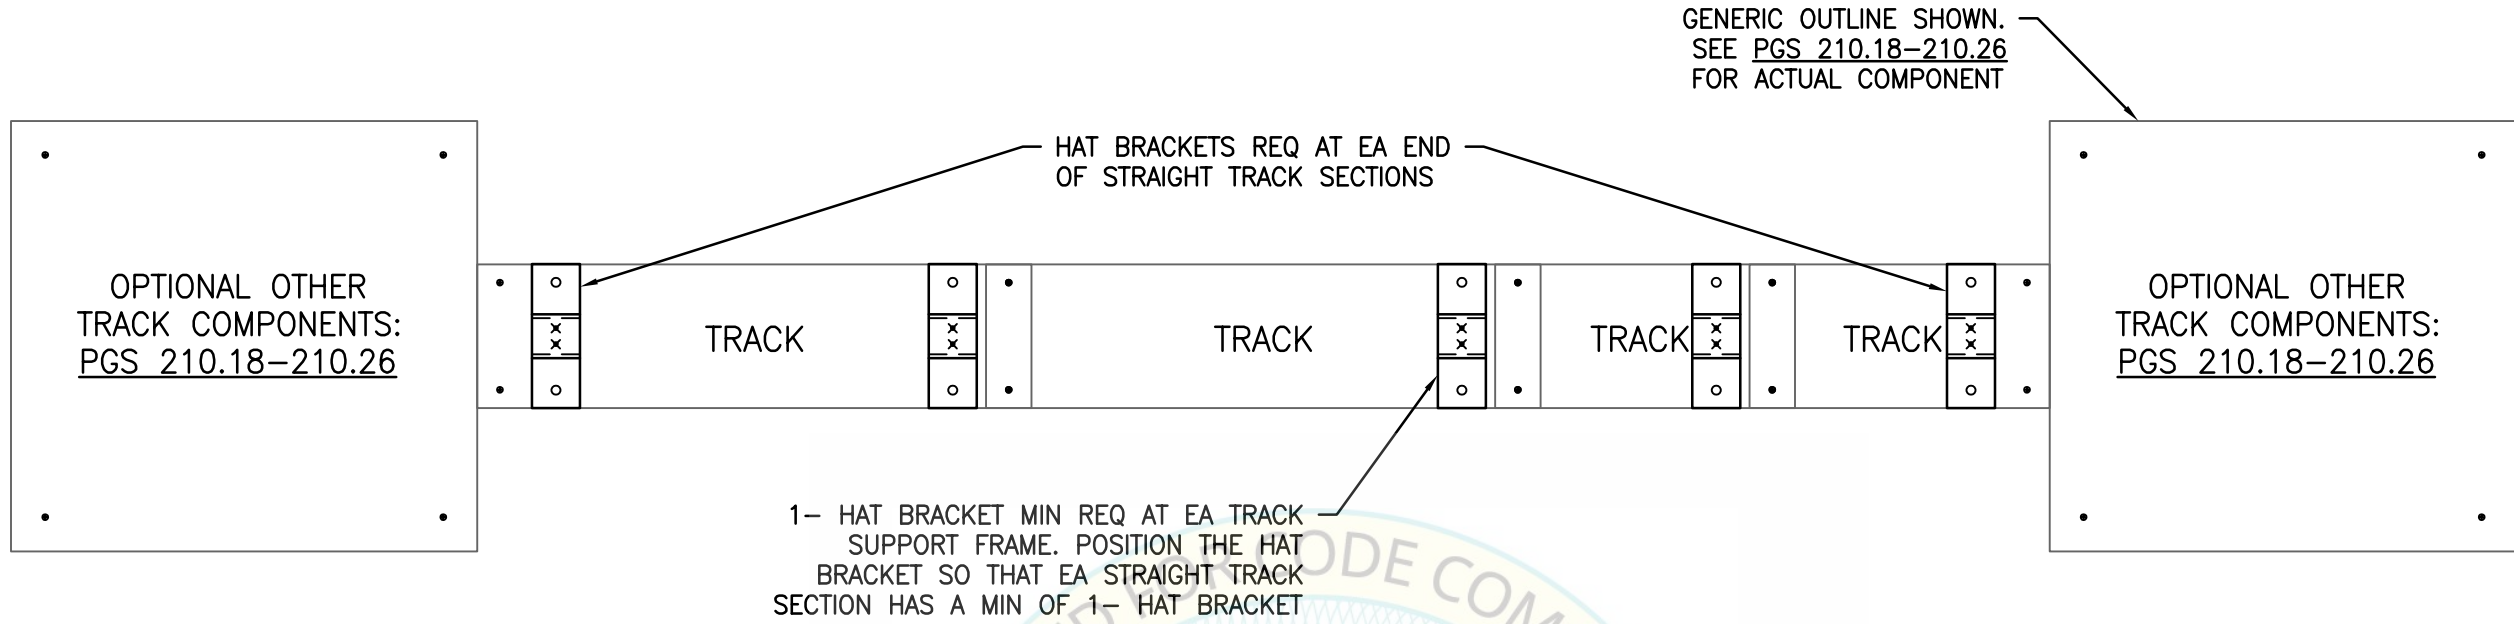 GENERIC OUTLINE SHOWN.
SEE PGS 210.18-210.26
FOR ACTUAL COMPONENT
HAT BRACKETS REQ AT EA END
OF STRAIGHT TRACK SECTIONS
OPTIONAL OTHER
TRACK COMPONENTS:
PGS 210.18-210.26
TRACK
TRACK
TRACK
TRACK
OPTIONAL OTHER
TRACK COMPONENTS:
PGS 210.18-210.26
1- HAT BRACKET MIN REQ AT EA TRACK
SUPPORT FRAME. POSITION THE HAT
BRACKET SO THAT EA STRAIGHT TRACK
SECTION HAS A MIN OF 1- HAT BRACKET
FOR CODE